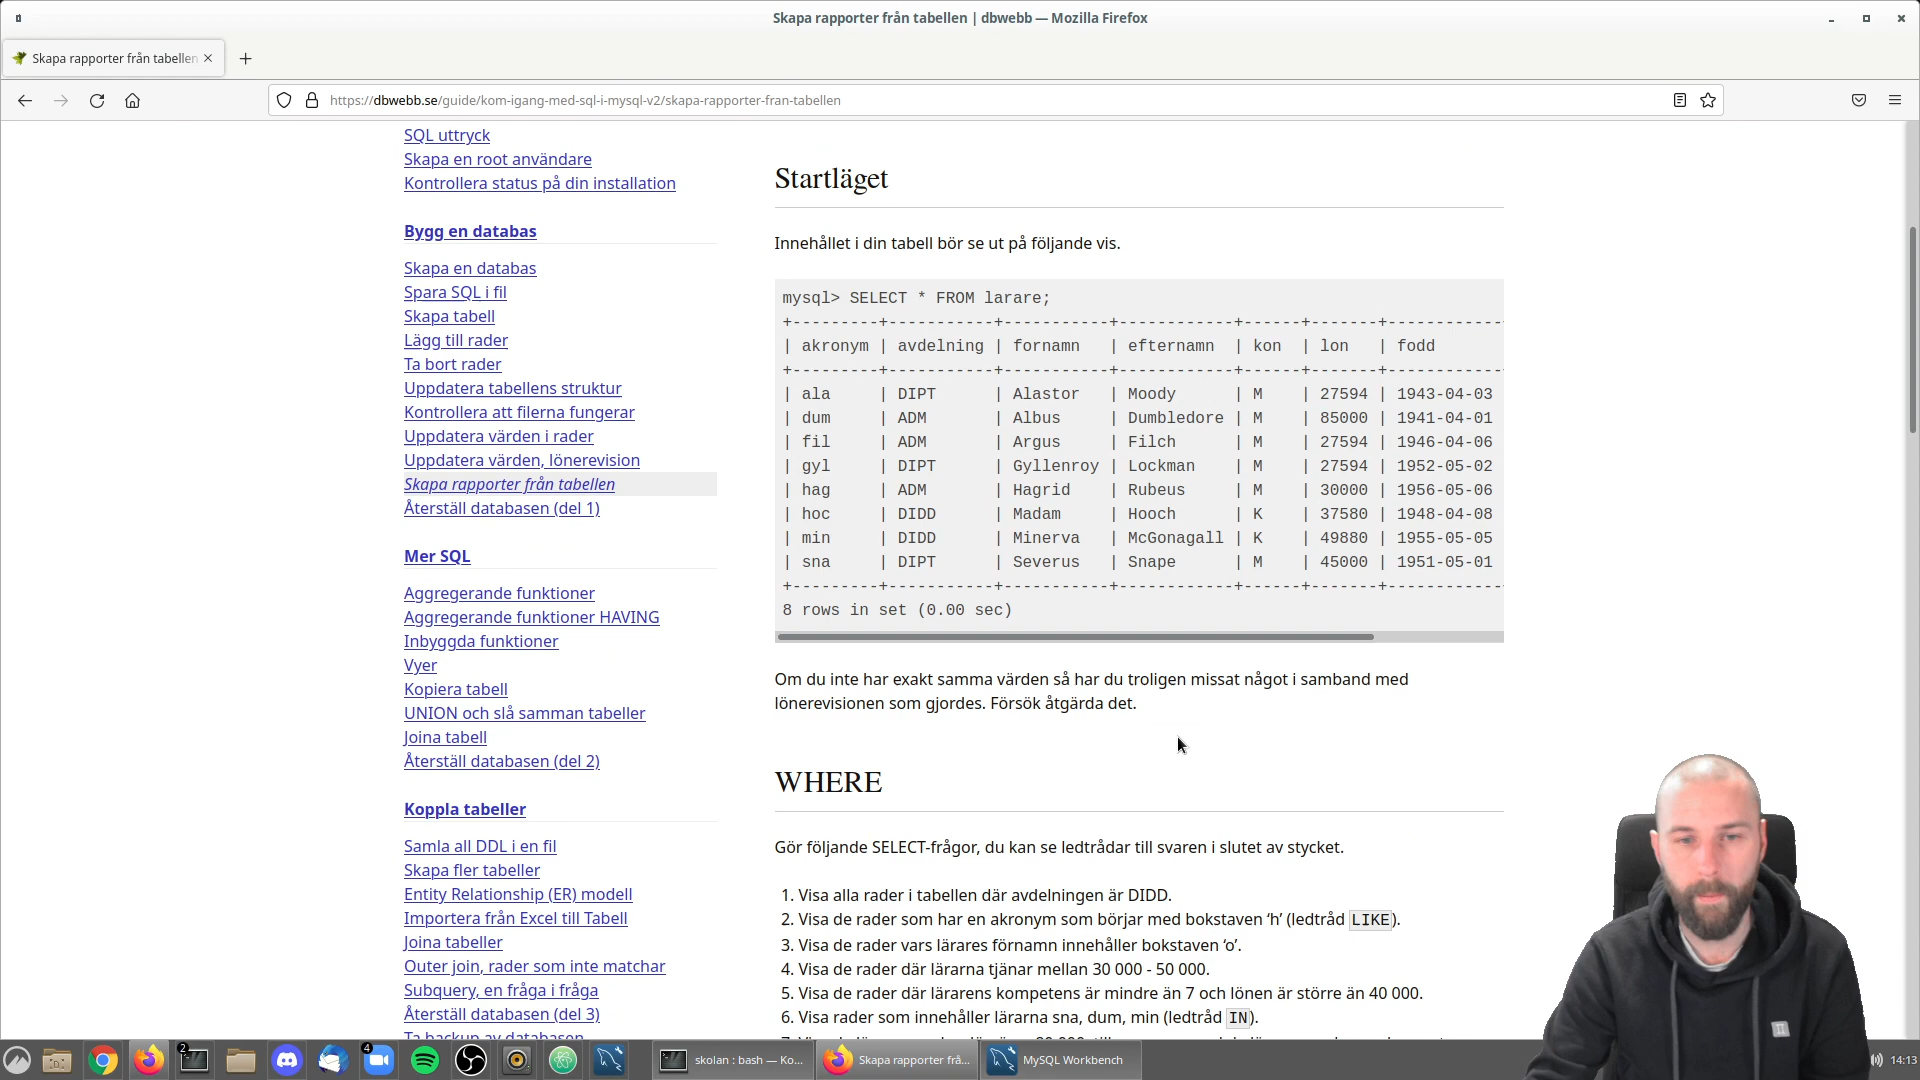 Skapa rapporter från tabellen | dbwebb — Mozilla Firefox
Skapa rapporter från tabellen
https://dbwebb.se/guide/kom-igang-med-sql-i-mysql-v2/skapa-rapporter-fran-tabellen
SQL uttryck
Skapa en root användare
Kontrollera status på din installation
Bygg en databas
Skapa en databas
Spara SQL i fil
Skapa tabell
Lägg till rader
Ta bort rader
Uppdatera tabellens struktur
Kontrollera att filerna fungerar
Uppdatera värden i rader
Uppdatera värden, lönerevision
Skapa rapporter från tabellen
Återställ databasen (del 1)
Mer SQL
Aggregerande funktioner
Aggregerande funktioner HAVING
Inbyggda funktioner
Vyer
Kopiera tabell
UNION och slå samman tabeller
Joina tabell
Återställ databasen (del 2)
Koppla tabeller
Samla all DDL i en fil
Skapa fler tabeller
Entity Relationship (ER) modell
Importera från Excel till Tabell
Joina tabeller
Outer join, rader som inte matchar
Subquery, en fråga i fråga
Återställ databasen (del 3)
Ta backup av databasen
Startläget
Innehållet i din tabell bör se ut på följande vis.
mysql> SELECT * FROM larare;
+---------+-----------+-----------+------------+------+-------+------------
| akronym | avdelning | fornamn   | efternamn  | kon  | lon   | fodd
+---------+-----------+-----------+------------+------+-------+------------
| ala     | DIPT      | Alastor   | Moody      | M    | 27594 | 1943-04-03
| dum     | ADM       | Albus     | Dumbledore | M    | 85000 | 1941-04-01
| fil     | ADM       | Argus     | Filch      | M    | 27594 | 1946-04-06
| gyl     | DIPT      | Gyllenroy | Lockman    | M    | 27594 | 1952-05-02
| hag     | ADM       | Hagrid    | Rubeus     | M    | 30000 | 1956-05-06
| hoc     | DIDD      | Madam     | Hooch      | K    | 37580 | 1948-04-08
| min     | DIDD      | Minerva   | McGonagall | K    | 49880 | 1955-05-05
| sna     | DIPT      | Severus   | Snape      | M    | 45000 | 1951-05-01
+---------+-----------+-----------+------------+------+-------+------------
8 rows in set (0.00 sec)
Om du inte har exakt samma värden så har du troligen missat något i samband med
lönerevisionen som gjordes. Försök åtgärda det.
WHERE
Gör följande SELECT-frågor, du kan se ledtrådar till svaren i slutet av stycket.
1. Visa alla rader i tabellen där avdelningen är DIDD.
2. Visa de rader som har en akronym som börjar med bokstaven ‘h’ (ledtråd LIKE).
3. Visa de rader vars lärares förnamn innehåller bokstaven ‘o’.
4. Visa de rader där lärarna tjänar mellan 30 000 - 50 000.
5. Visa de rader där lärarens kompetens är mindre än 7 och lönen är större än 40 000.
6. Visa rader som innehåller lärarna sna, dum, min (ledtråd IN).
2
4
skolan : bash — Ko...
Skapa rapporter frå...
MySQL Workbench
14:13